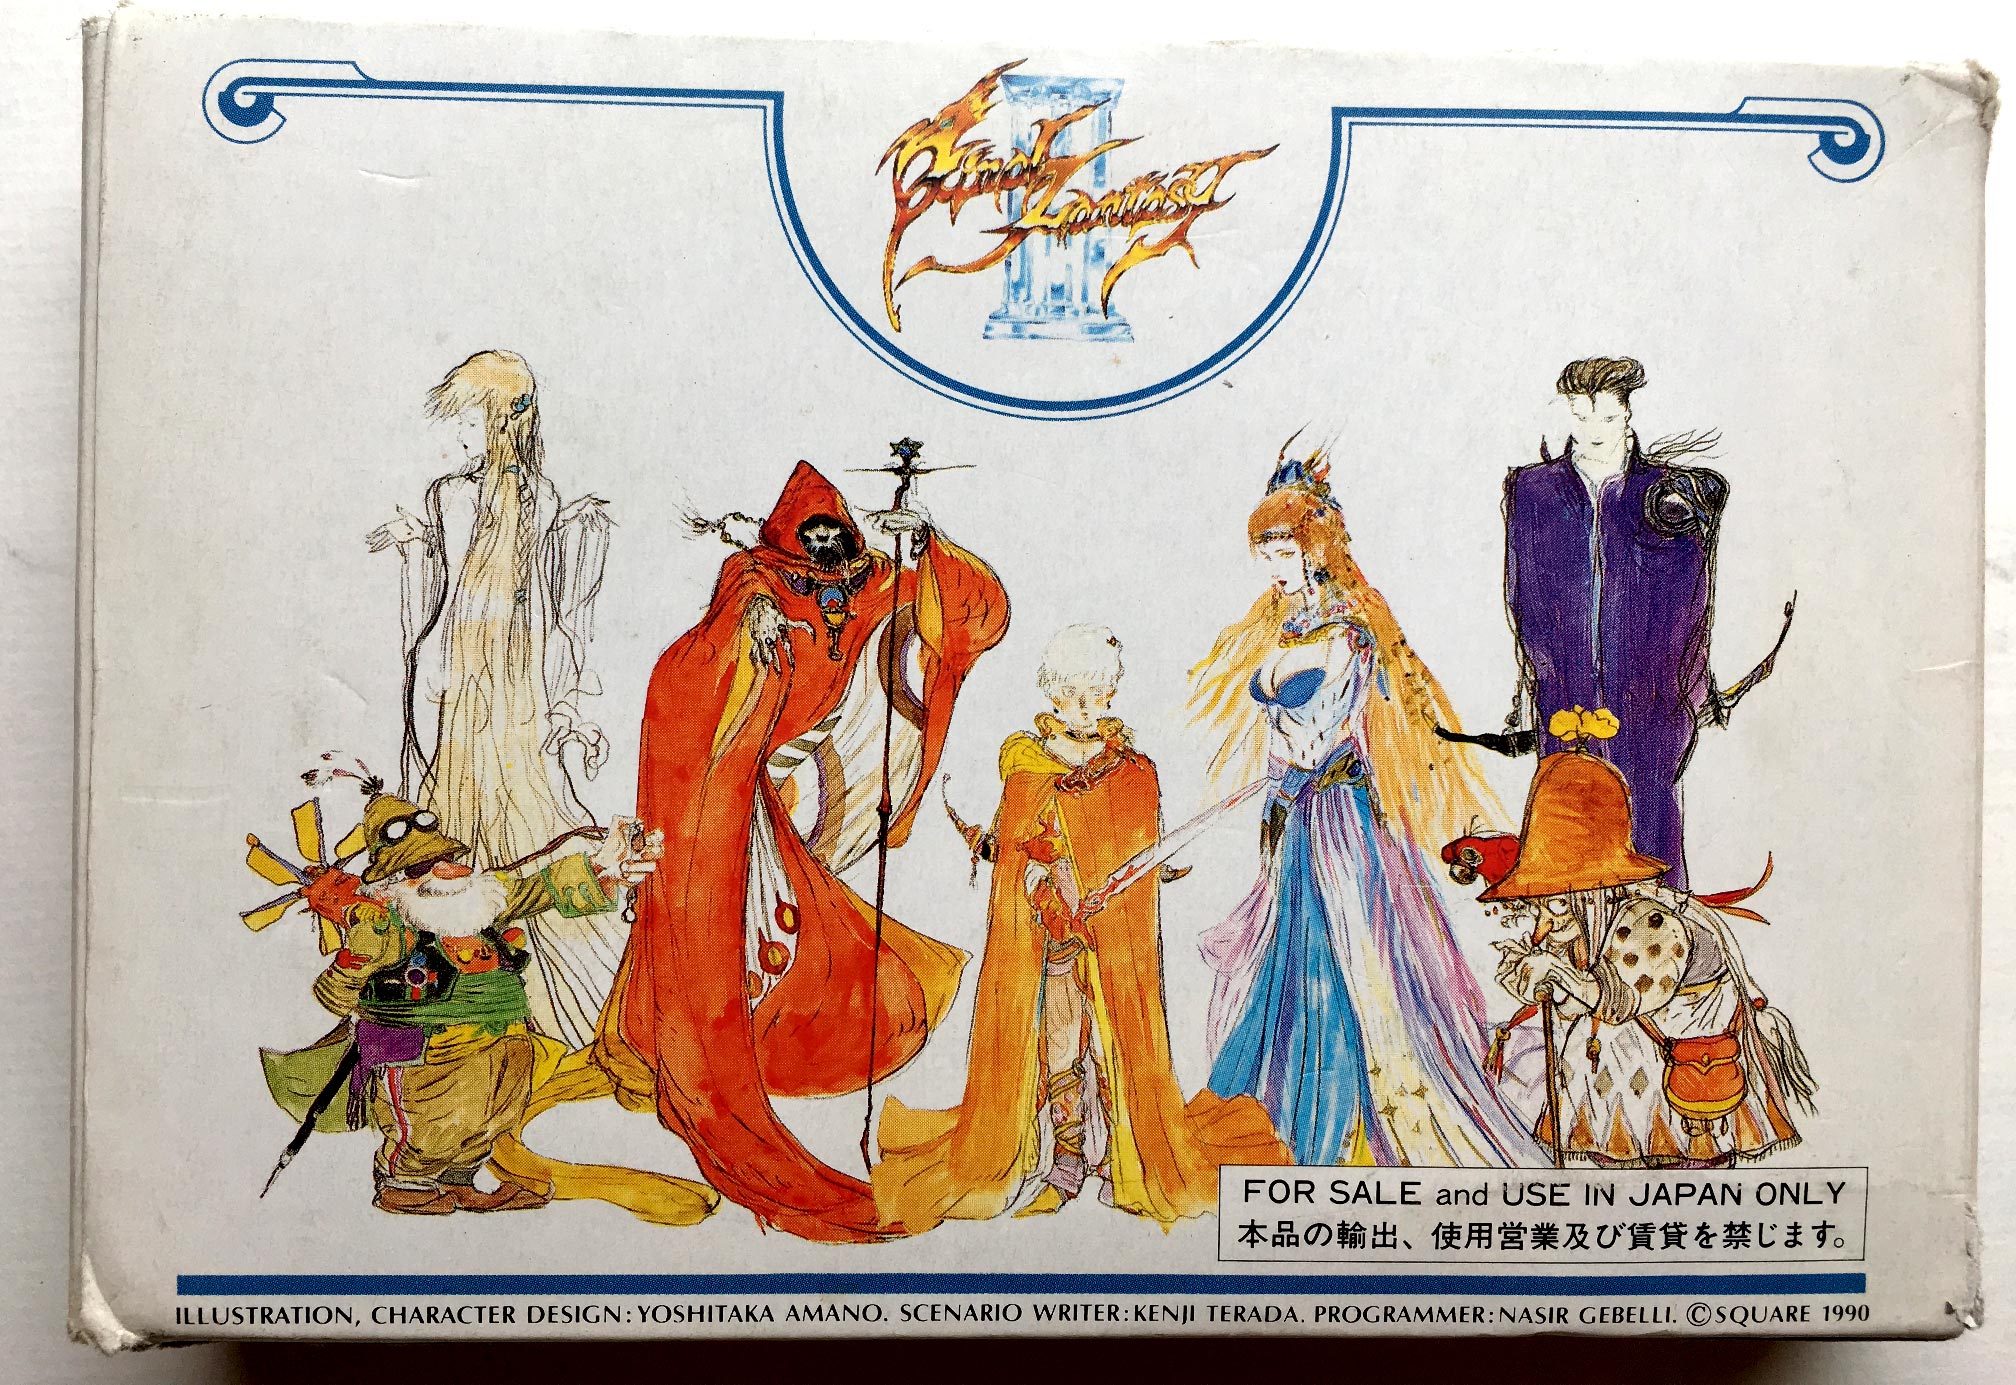 Final Fantasy
III
FOR SALE and USE IN JAPAN ONLY
本品の輸出、使用営業及び賃貸を禁じます。
ILLUSTRATION, CHARACTER DESIGN:YOSHITAKA AMANO. SCENARIO WRITER:KENJI TERADA. PROGRAMMER:NASIR GEBELLI. ©SQUARE 1990